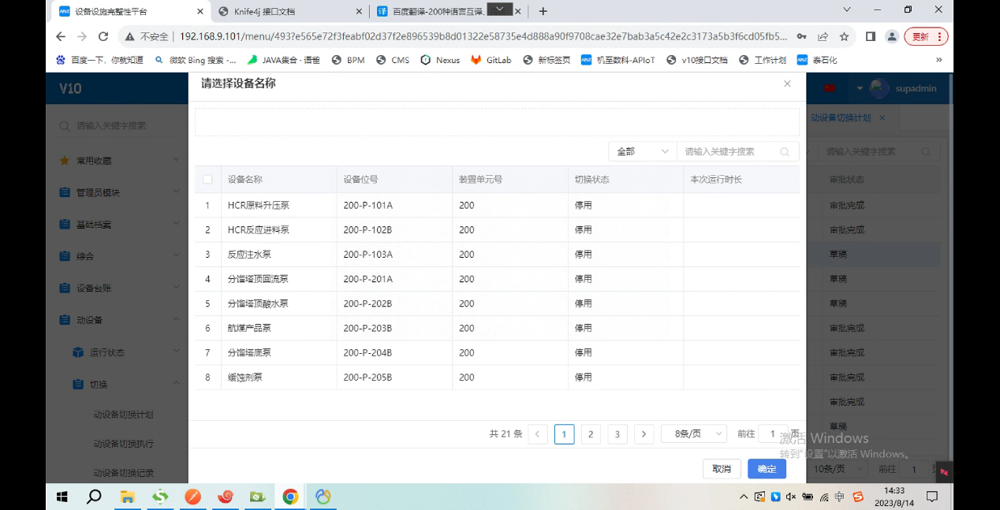 设备设施完整性平台
Knife4j 接口文档
百度翻译-200种语言互译、
不安全 192.168.9.101/menu/493?e565e72f3feabf02d37f2e896539b8d01322e58735e4d888a90f9708cae32e7bab3a5c42e2c3173a5b3f6cd05fb5...
更新
百度一下，你就知道 微软 Bing 搜索 -... JAVA集合 · 语雀 BPM CMS Nexus GitLab 新标签页 机至数科-APIoT v10接口文档 工作计划 泰石化 »
V10
请选择设备名称
supadmin
请输入关键字搜索
动设备切换计划
全部 请输入关键字搜索
请输入关键字搜索
常用收藏
管理员模块
基础档案
综合
设备台账
动设备
运行状态
切换
动设备切换计划
动设备切换执行
动设备切换记录
设备名称 设备位号 装置单元号 切换状态 本次运行时长
1 HCR原料升压泵 200-P-101A 200 停用
2 HCR反应进料泵 200-P-102B 200 停用
3 反应注水泵 200-P-103A 200 停用
4 分馏塔顶回流泵 200-P-201A 200 停用
5 分馏塔顶酸水泵 200-P-202B 200 停用
6 航煤产品泵 200-P-203B 200 停用
7 分馏塔底泵 200-P-204B 200 停用
8 缓蚀剂泵 200-P-205B 200 停用
审批状态
审批完成
审批完成
草稿
草稿
草稿
审批完成
审批完成
审批完成
审批完成
草稿
共 21 条 1 2 3 8条/页 前往 1 页
激活 Windows
转到"设置"以激活 Windows。
取消 确定
10条/页 前往 1
中
14:33
2023/8/14